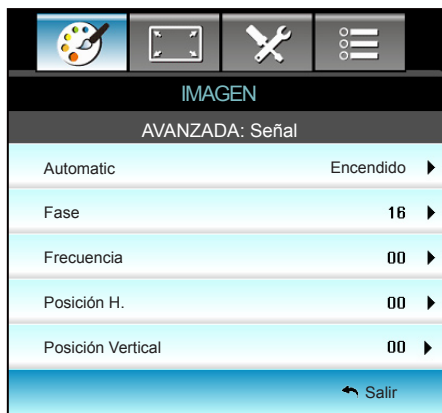 IMAGEN
AVANZADA: Señal
Automatic Encendido
Fase 16
Frecuencia 00
Posición H. 00
Posición Vertical 00
Salir